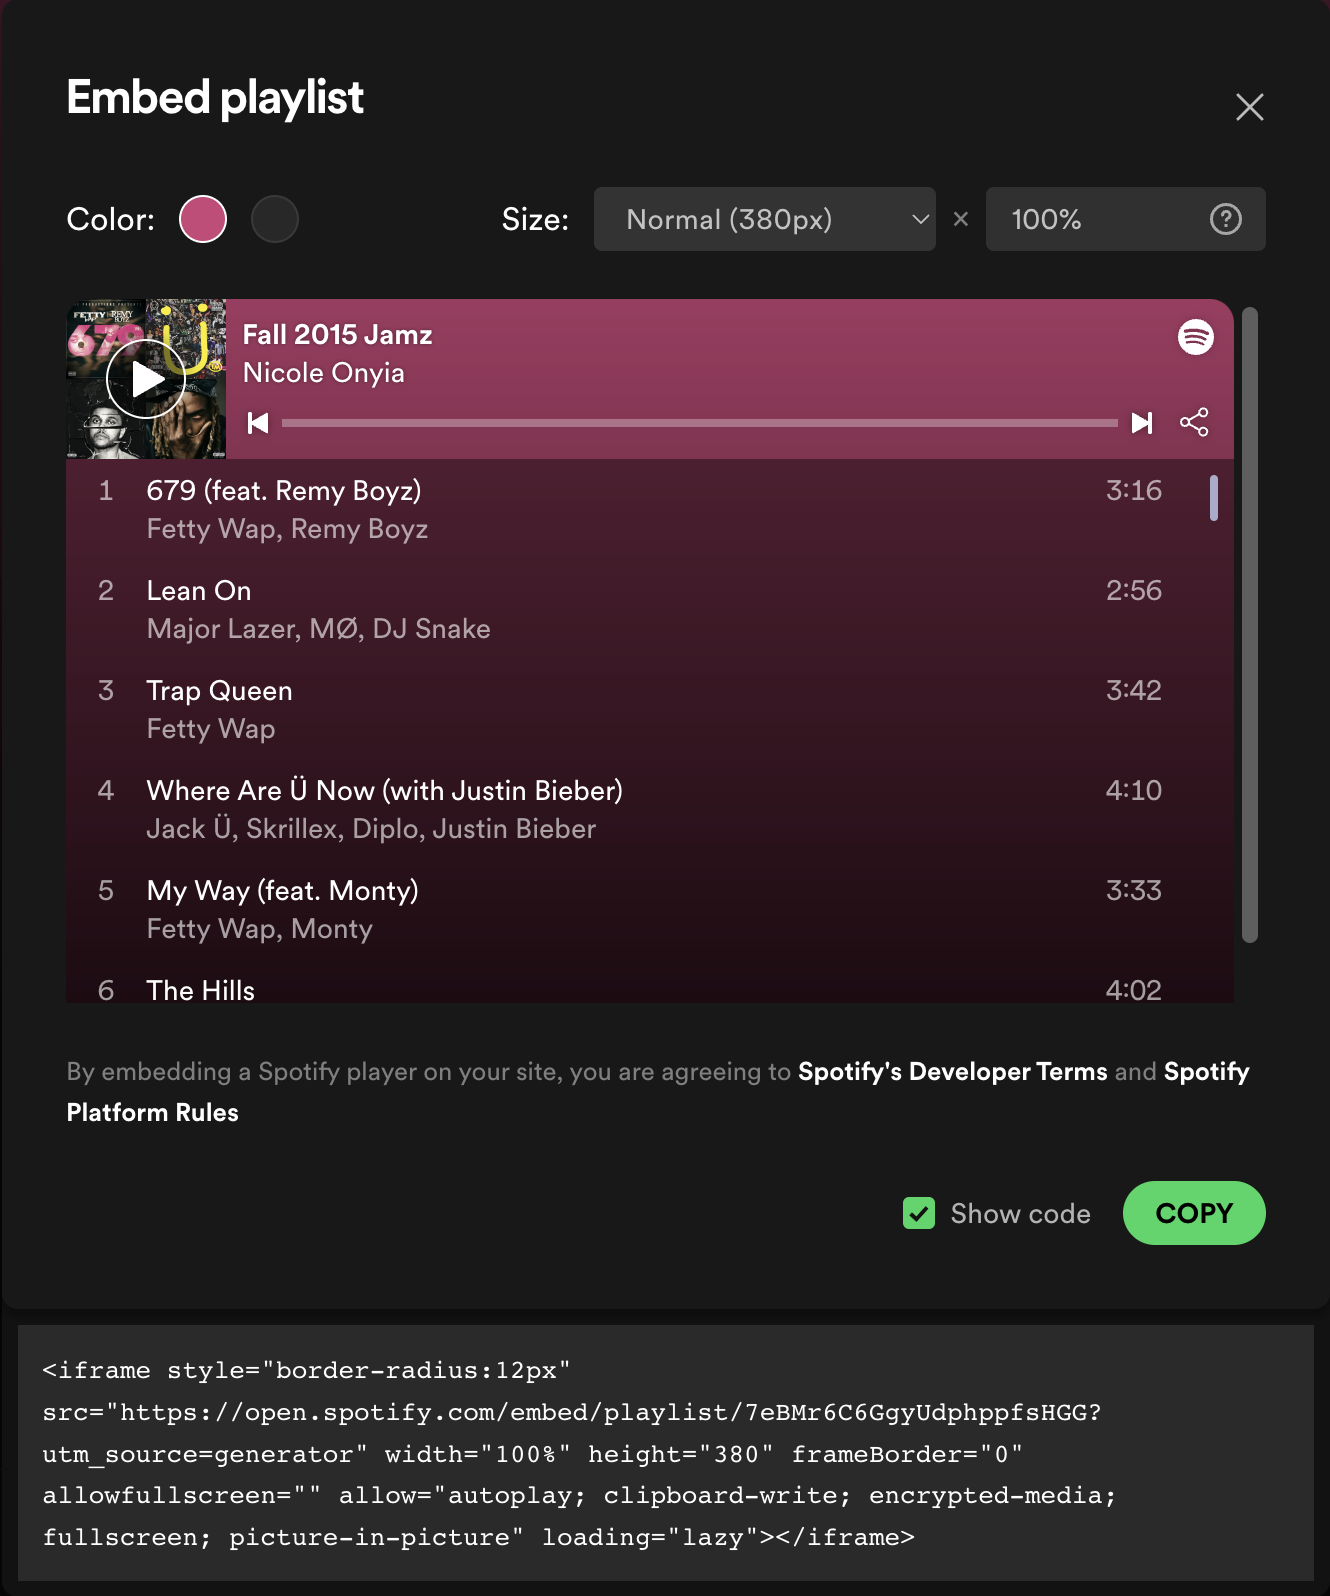 Embed playlist
Color:
Size:
Normal (380px)
×
100%
FETTY WAP REMY BOYZ
679
Ü
Fall 2015 Jamz
Nicole Onyia
1 679 (feat. Remy Boyz) 3:16
Fetty Wap, Remy Boyz
2 Lean On 2:56
Major Lazer, MØ, DJ Snake
3 Trap Queen 3:42
Fetty Wap
4 Where Are Ü Now (with Justin Bieber) 4:10
Jack Ü, Skrillex, Diplo, Justin Bieber
5 My Way (feat. Monty) 3:33
Fetty Wap, Monty
6 The Hills 4:02
By embedding a Spotify player on your site, you are agreeing to Spotify's Developer Terms and Spotify
Platform Rules
Show code
COPY
<iframe style="border-radius:12px"
src="https://open.spotify.com/embed/playlist/7eBMr6C6GgyUdphppfsHGG?
utm_source=generator" width="100%" height="380" frameBorder="0"
allowfullscreen="" allow="autoplay; clipboard-write; encrypted-media;
fullscreen; picture-in-picture" loading="lazy"></iframe>